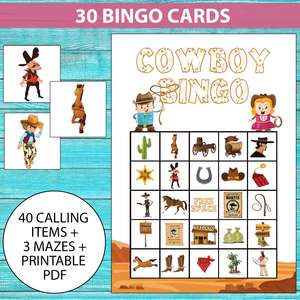 30 BINGO CARDS
COWBOY
BINGO
40 CALLING
ITEMS +
3 MAZES +
PRINTABLE
PDF